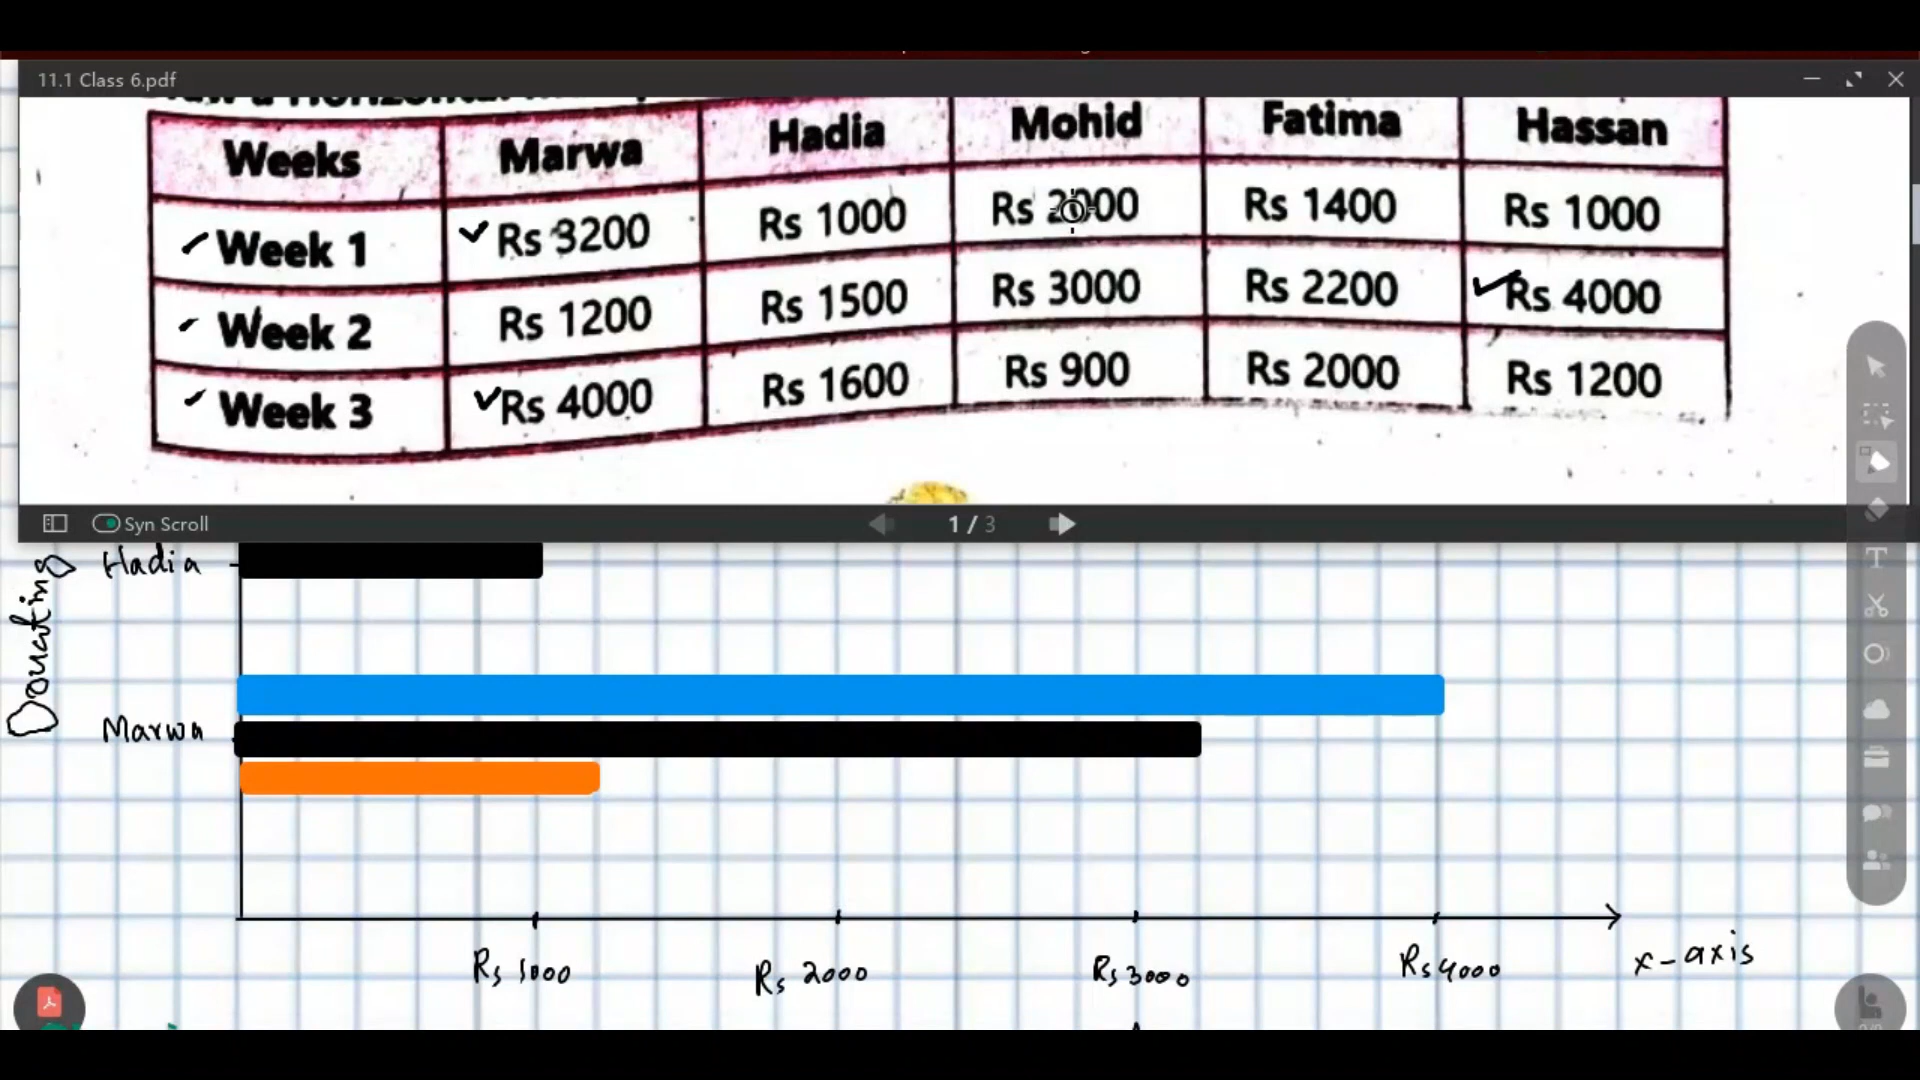 11.1 Class 6.pdf
Weeks Marwa Hadia Mohid Fatima Hassan
Week 1 Rs 3200 Rs 1000 Rs 2000 Rs 1400 Rs 1000
Week 2 Rs 1200 Rs 1500 Rs 3000 Rs 2200 Rs 4000
Week 3 Rs 4000 Rs 1600 Rs 900 Rs 2000 Rs 1200
Syn Scroll
1 / 3
Donating
Hadia
Marwa
Rs 1000 Rs 2000 Rs 3000 Rs 4000 x-axis